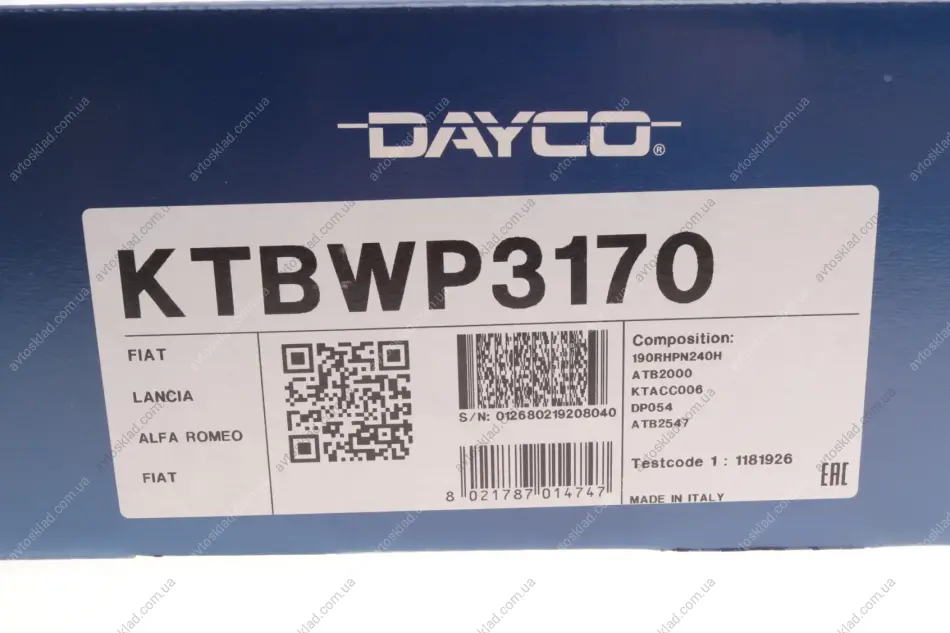 DAYCO®
KTBWP3170
FIAT
LANCIA
ALFA ROMEO
FIAT
S/N: 012680219208040
8 021787 014747
Composition:
190RHPN240H
ATB2000
KTACC006
DP054
ATB2547
Testcode 1 : 1181926
MADE IN ITALY
EAC
avtosklad.com.ua